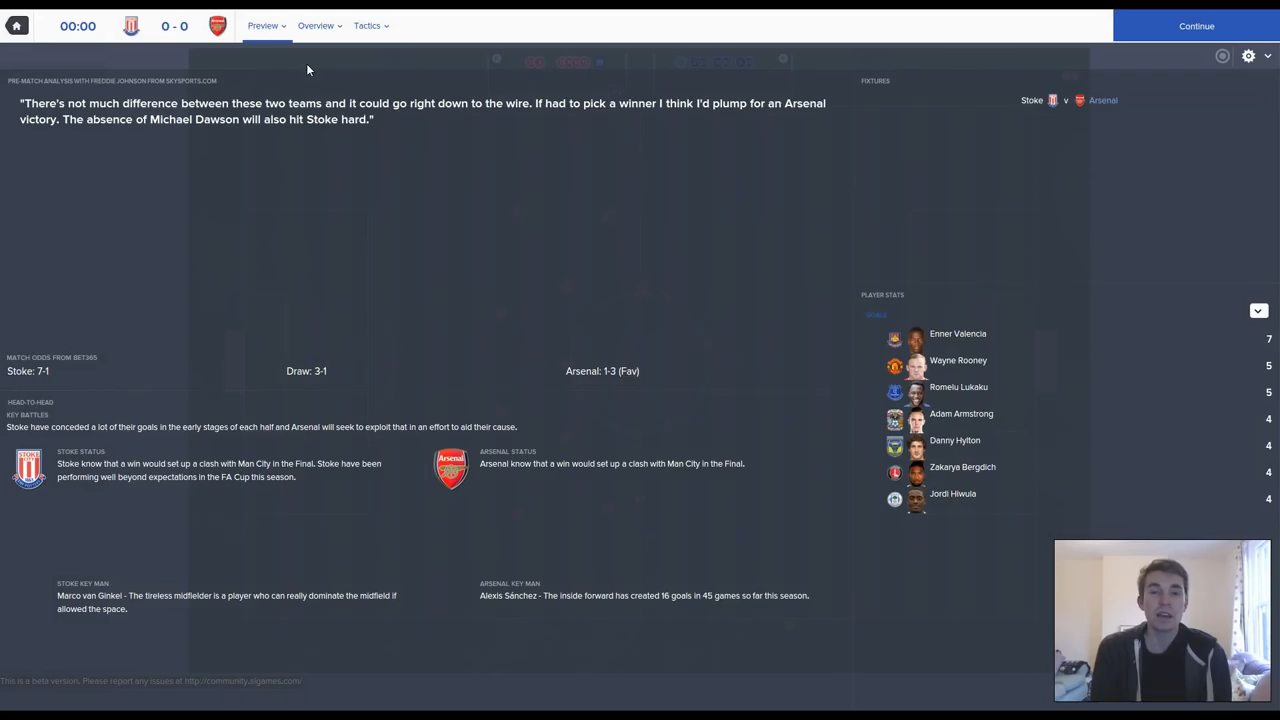 00:00
0 - 0
Arsenal
Preview
Overview
Tactics
Continue
PRE-MATCH ANALYSIS WITH FREDDIE JOHNSON FROM SKYSPORTS.COM
"There's not much difference between these two teams and it could go right down to the wire. If had to pick a winner I think I'd plump for an Arsenal
victory. The absence of Michael Dawson will also hit Stoke hard."
FIXTURES
Stoke v Arsenal
PLAYER STATS
GOALS
Enner Valencia 7
Wayne Rooney 5
Romelu Lukaku 5
Adam Armstrong 4
Danny Hylton 4
Zakarya Bergdich 4
Jordi Hiwula 4
MATCH ODDS FROM BET365
Stoke: 7-1
Draw: 3-1
Arsenal: 1-3 (Fav)
HEAD-TO-HEAD
KEY BATTLES
Stoke have conceded a lot of their goals in the early stages of each half and Arsenal will seek to exploit that in an effort to aid their cause.
STOKE CITY
STOKE STATUS
Stoke know that a win would set up a clash with Man City in the Final. Stoke have been
performing well beyond expectations in the FA Cup this season.
Arsenal
ARSENAL STATUS
Arsenal know that a win would set up a clash with Man City in the Final.
STOKE KEY MAN
Marco van Ginkel - The tireless midfielder is a player who can really dominate the midfield if
allowed the space.
ARSENAL KEY MAN
Alexis Sánchez - The inside forward has created 16 goals in 45 games so far this season.
This is a beta version. Please report any issues at http://community.sigames.com/